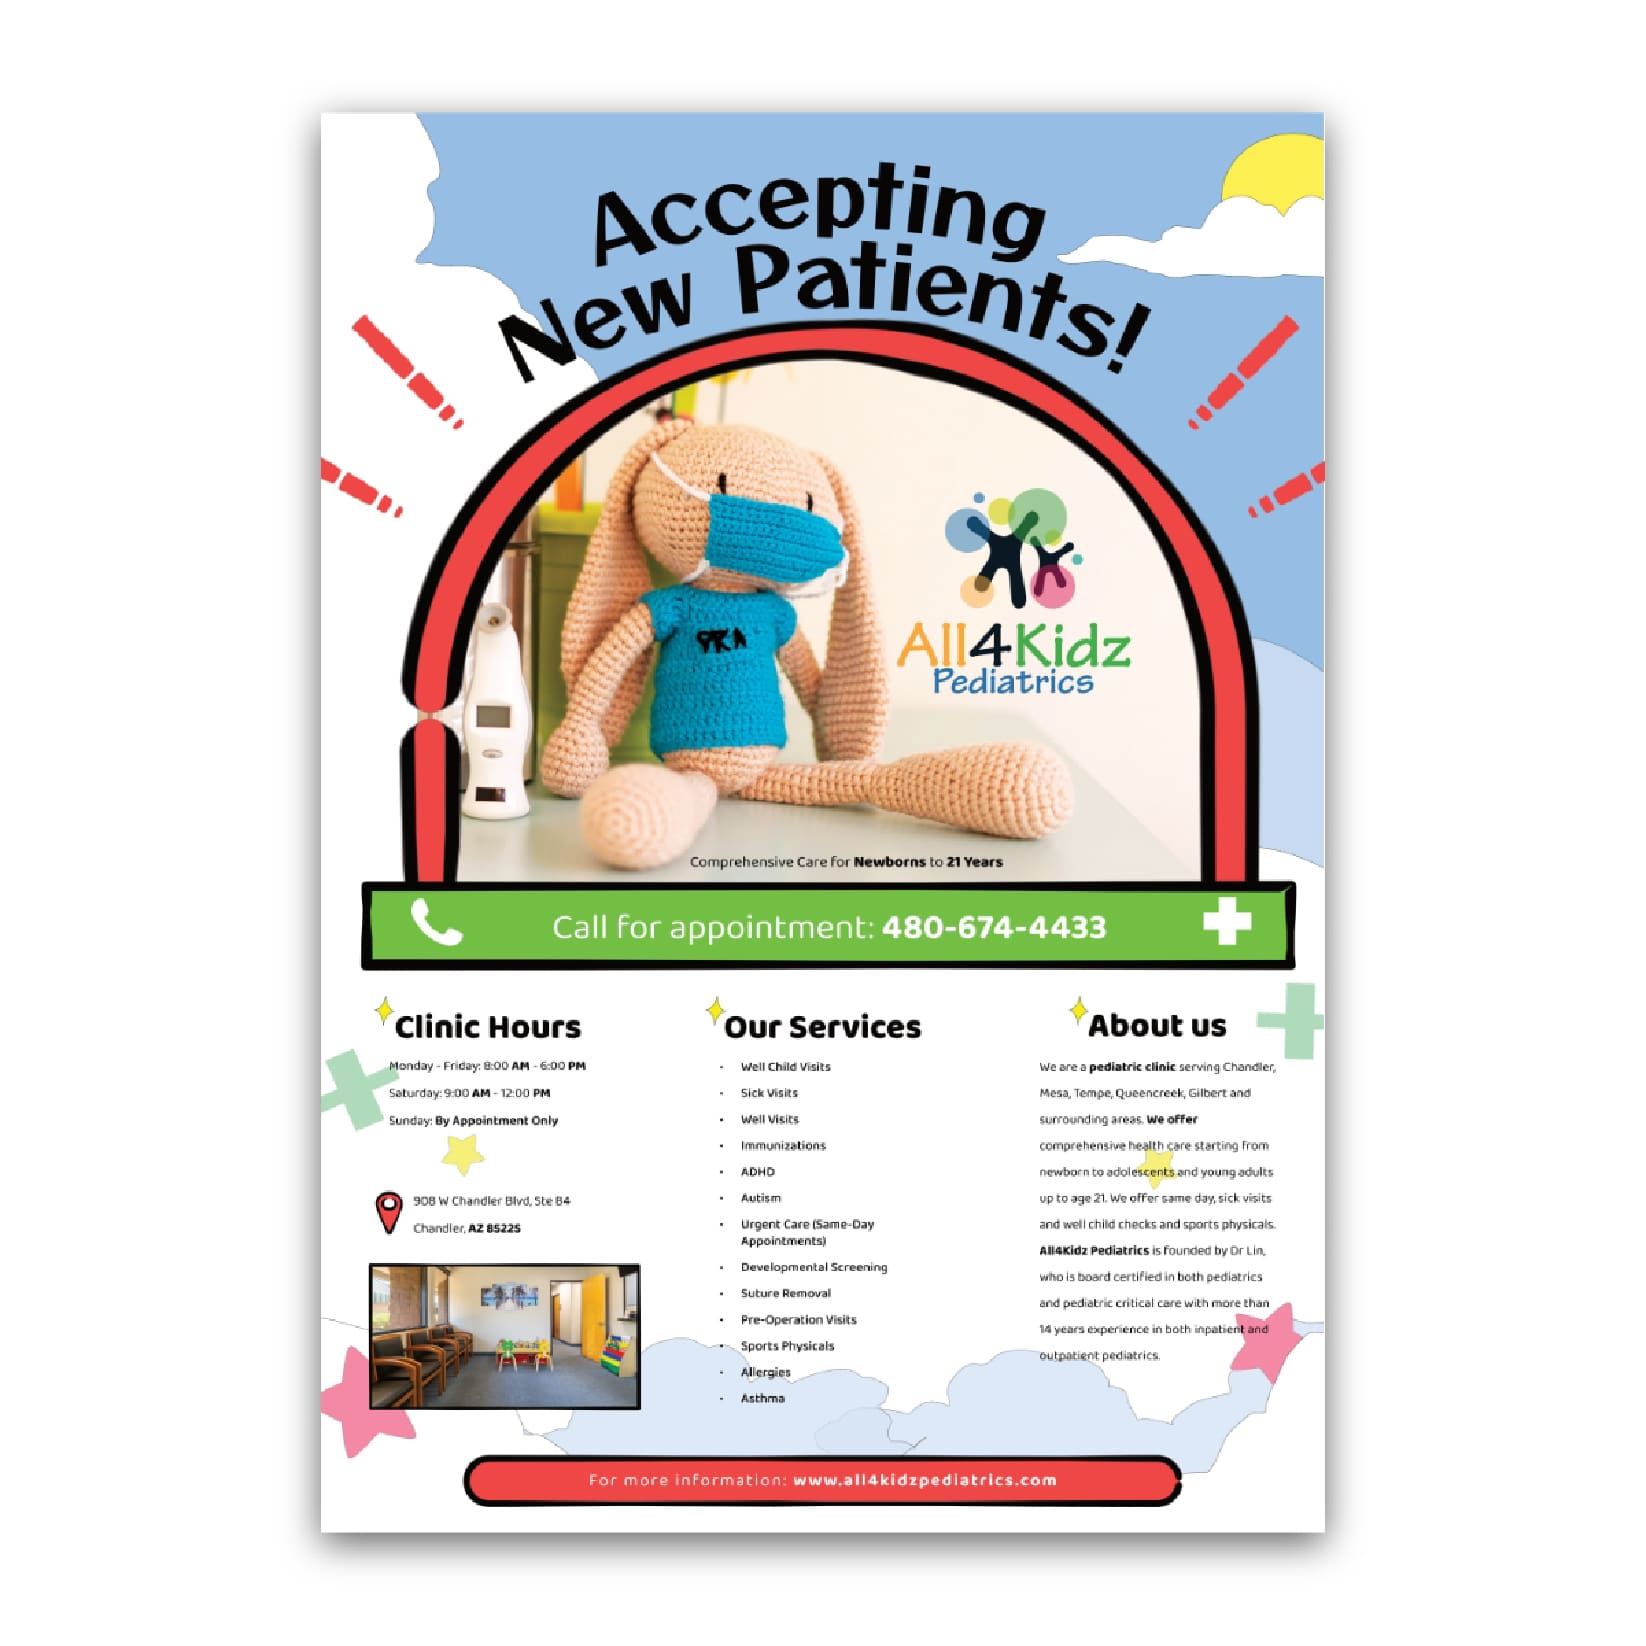 Accepting
New Patients!
All4Kidz
Pediatrics
Comprehensive Care for Newborns to 21 Years
Call for appointment: 480-674-4433
Clinic Hours
Monday - Friday: 8:00 AM - 6:00 PM
Saturday: 9:00 AM - 12:00 PM
Sunday: By Appointment Only
908 W Chandler Blvd, Ste B4
Chandler, AZ 85225
Our Services
• Well Child Visits
• Sick Visits
• Well Visits
• Immunizations
• ADHD
• Autism
• Urgent Care (Same-Day
Appointments)
• Developmental Screening
• Suture Removal
• Pre-Operation Visits
• Sports Physicals
• Allergies
• Asthma
About us
We are a pediatric clinic serving Chandler,
Mesa, Tempe, Queencreek, Gilbert and
surrounding areas. We offer
comprehensive health care starting from
newborn to adolescents and young adults
up to age 21. We offer same day, sick visits
and well child checks and sports physicals.
All4Kidz Pediatrics is founded by Dr Lin,
who is board certified in both pediatrics
and pediatric critical care with more than
14 years experience in both inpatient and
outpatient pediatrics.
For more information: www.all4kidzpediatrics.com